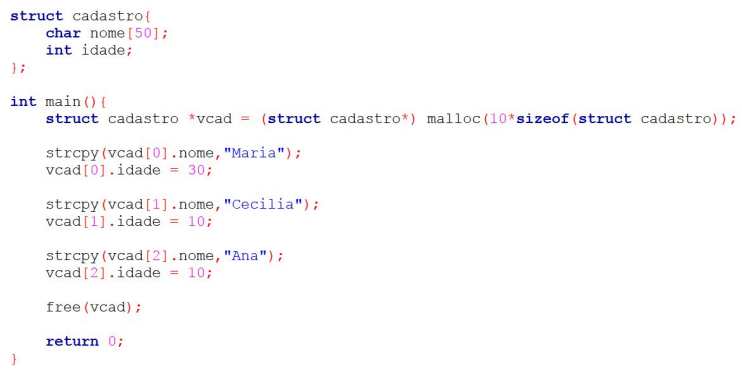 struct cadastro{
    char nome[50];
    int idade;
};

int main(){
    struct cadastro *vcad = (struct cadastro*) malloc(10*sizeof(struct cadastro));

    strcpy(vcad[0].nome,"Maria");
    vcad[0].idade = 30;

    strcpy(vcad[1].nome,"Cecilia");
    vcad[1].idade = 10;

    strcpy(vcad[2].nome,"Ana");
    vcad[2].idade = 10;

    free(vcad);

    return 0;
}